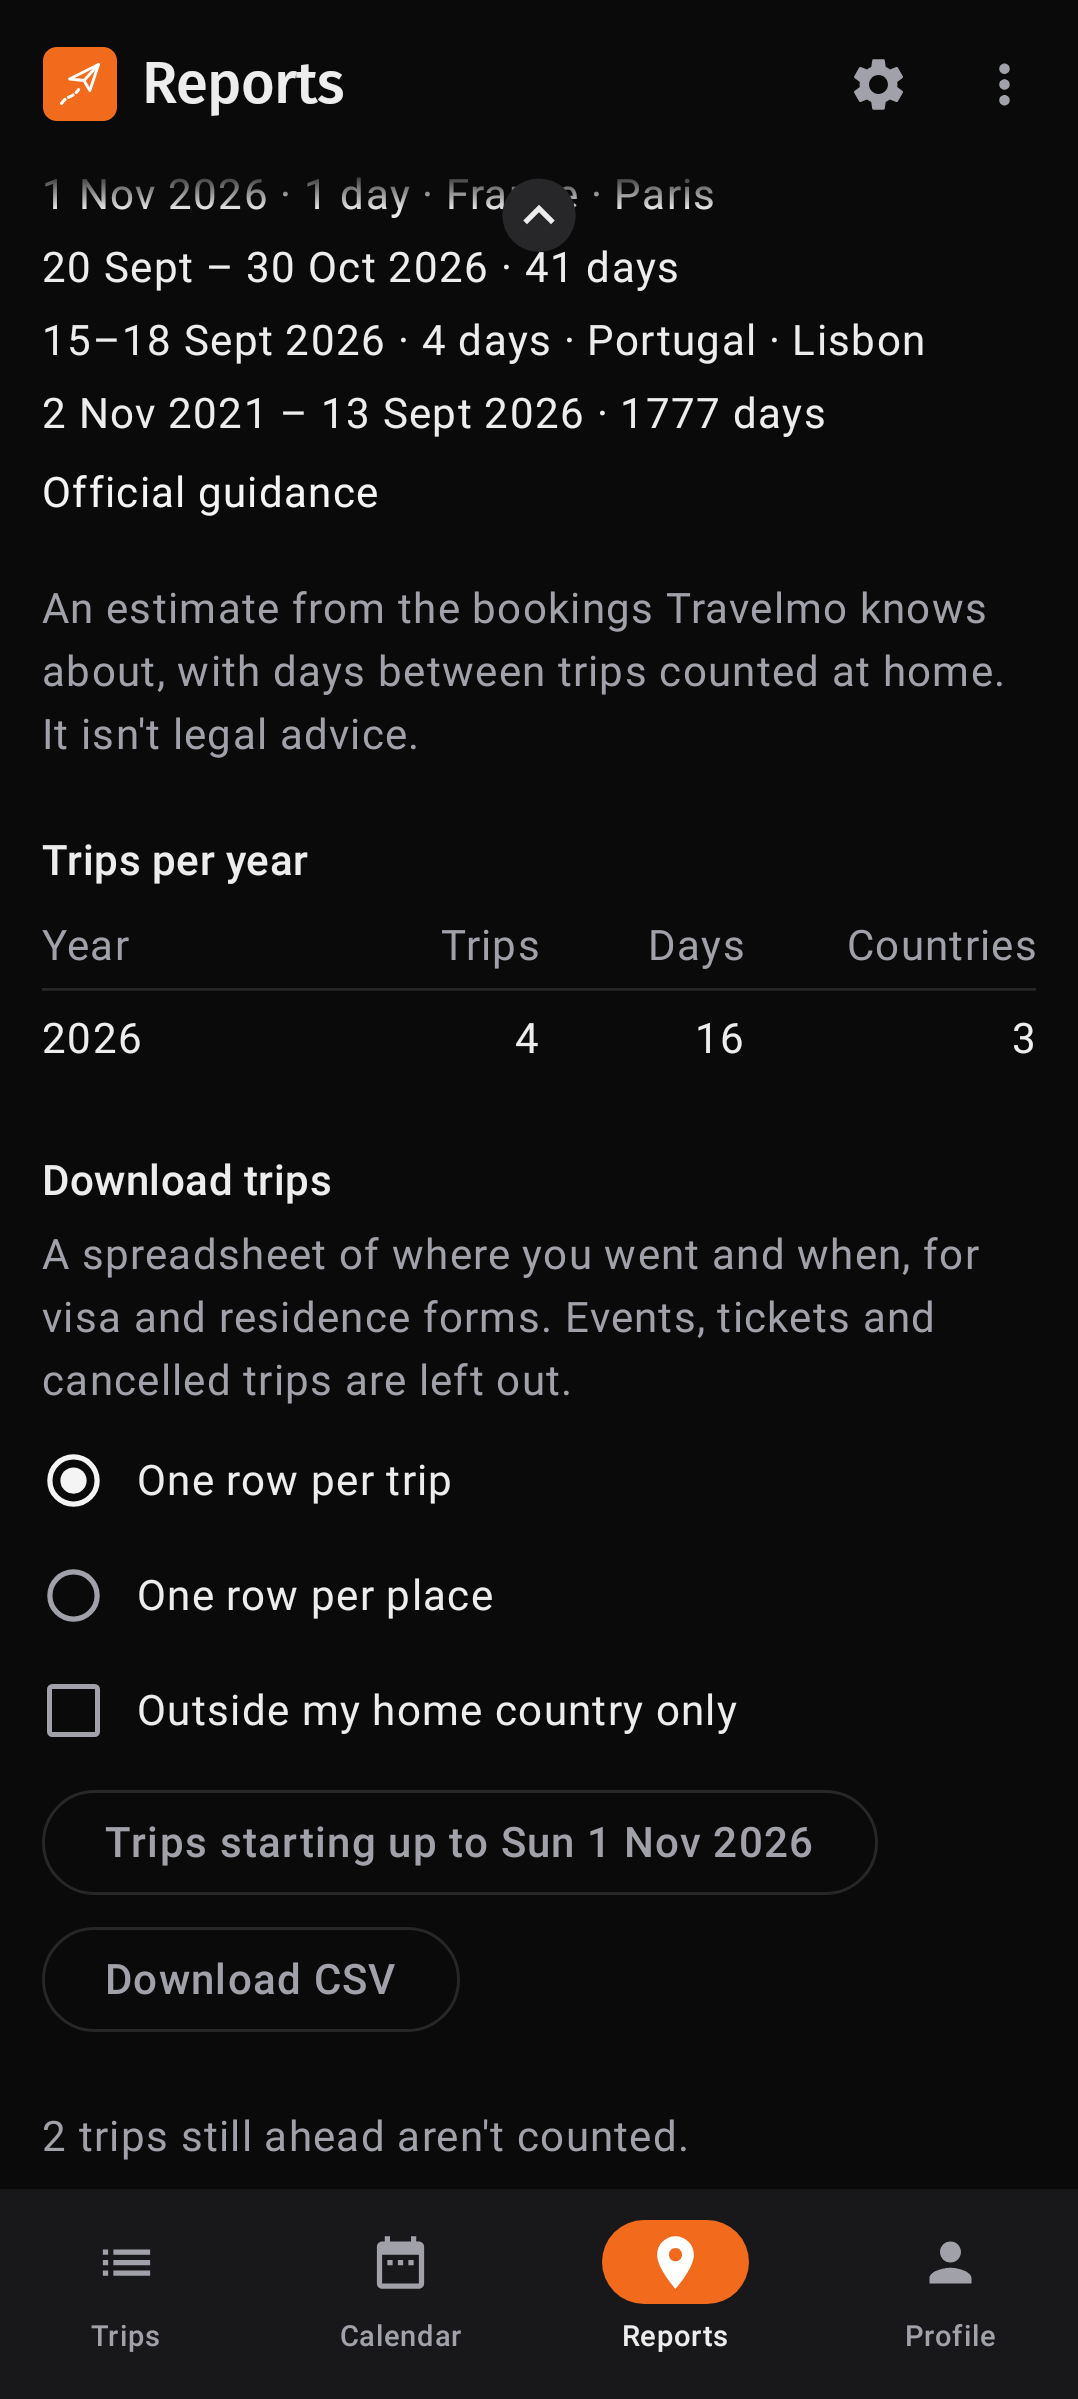 Reports
1 Nov 2026 · 1 day · France · Paris
20 Sept – 30 Oct 2026 · 41 days
15–18 Sept 2026 · 4 days · Portugal · Lisbon
2 Nov 2021 – 13 Sept 2026 · 1777 days
Official guidance
An estimate from the bookings Travelmo knows
about, with days between trips counted at home.
It isn't legal advice.
Trips per year
Year Trips Days Countries
2026 4 16 3
Download trips
A spreadsheet of where you went and when, for
visa and residence forms. Events, tickets and
cancelled trips are left out.
One row per trip
One row per place
Outside my home country only
Trips starting up to Sun 1 Nov 2026
Download CSV
2 trips still ahead aren't counted.
Trips Calendar Reports Profile